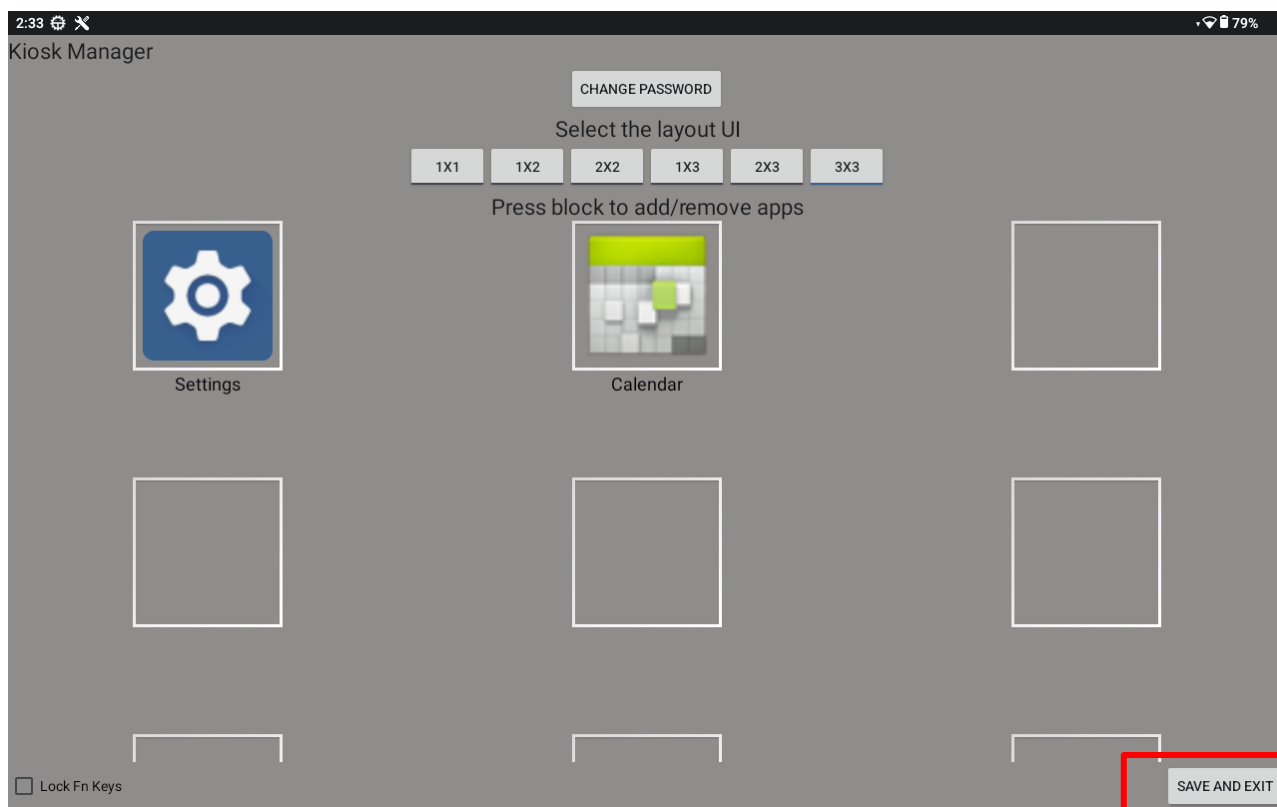 2:33 79%
Kiosk Manager
CHANGE PASSWORD
Select the layout UI
1X1 1X2 2X2 1X3 2X3 3X3
Press block to add/remove apps
Settings Calendar
Lock Fn Keys SAVE AND EXIT